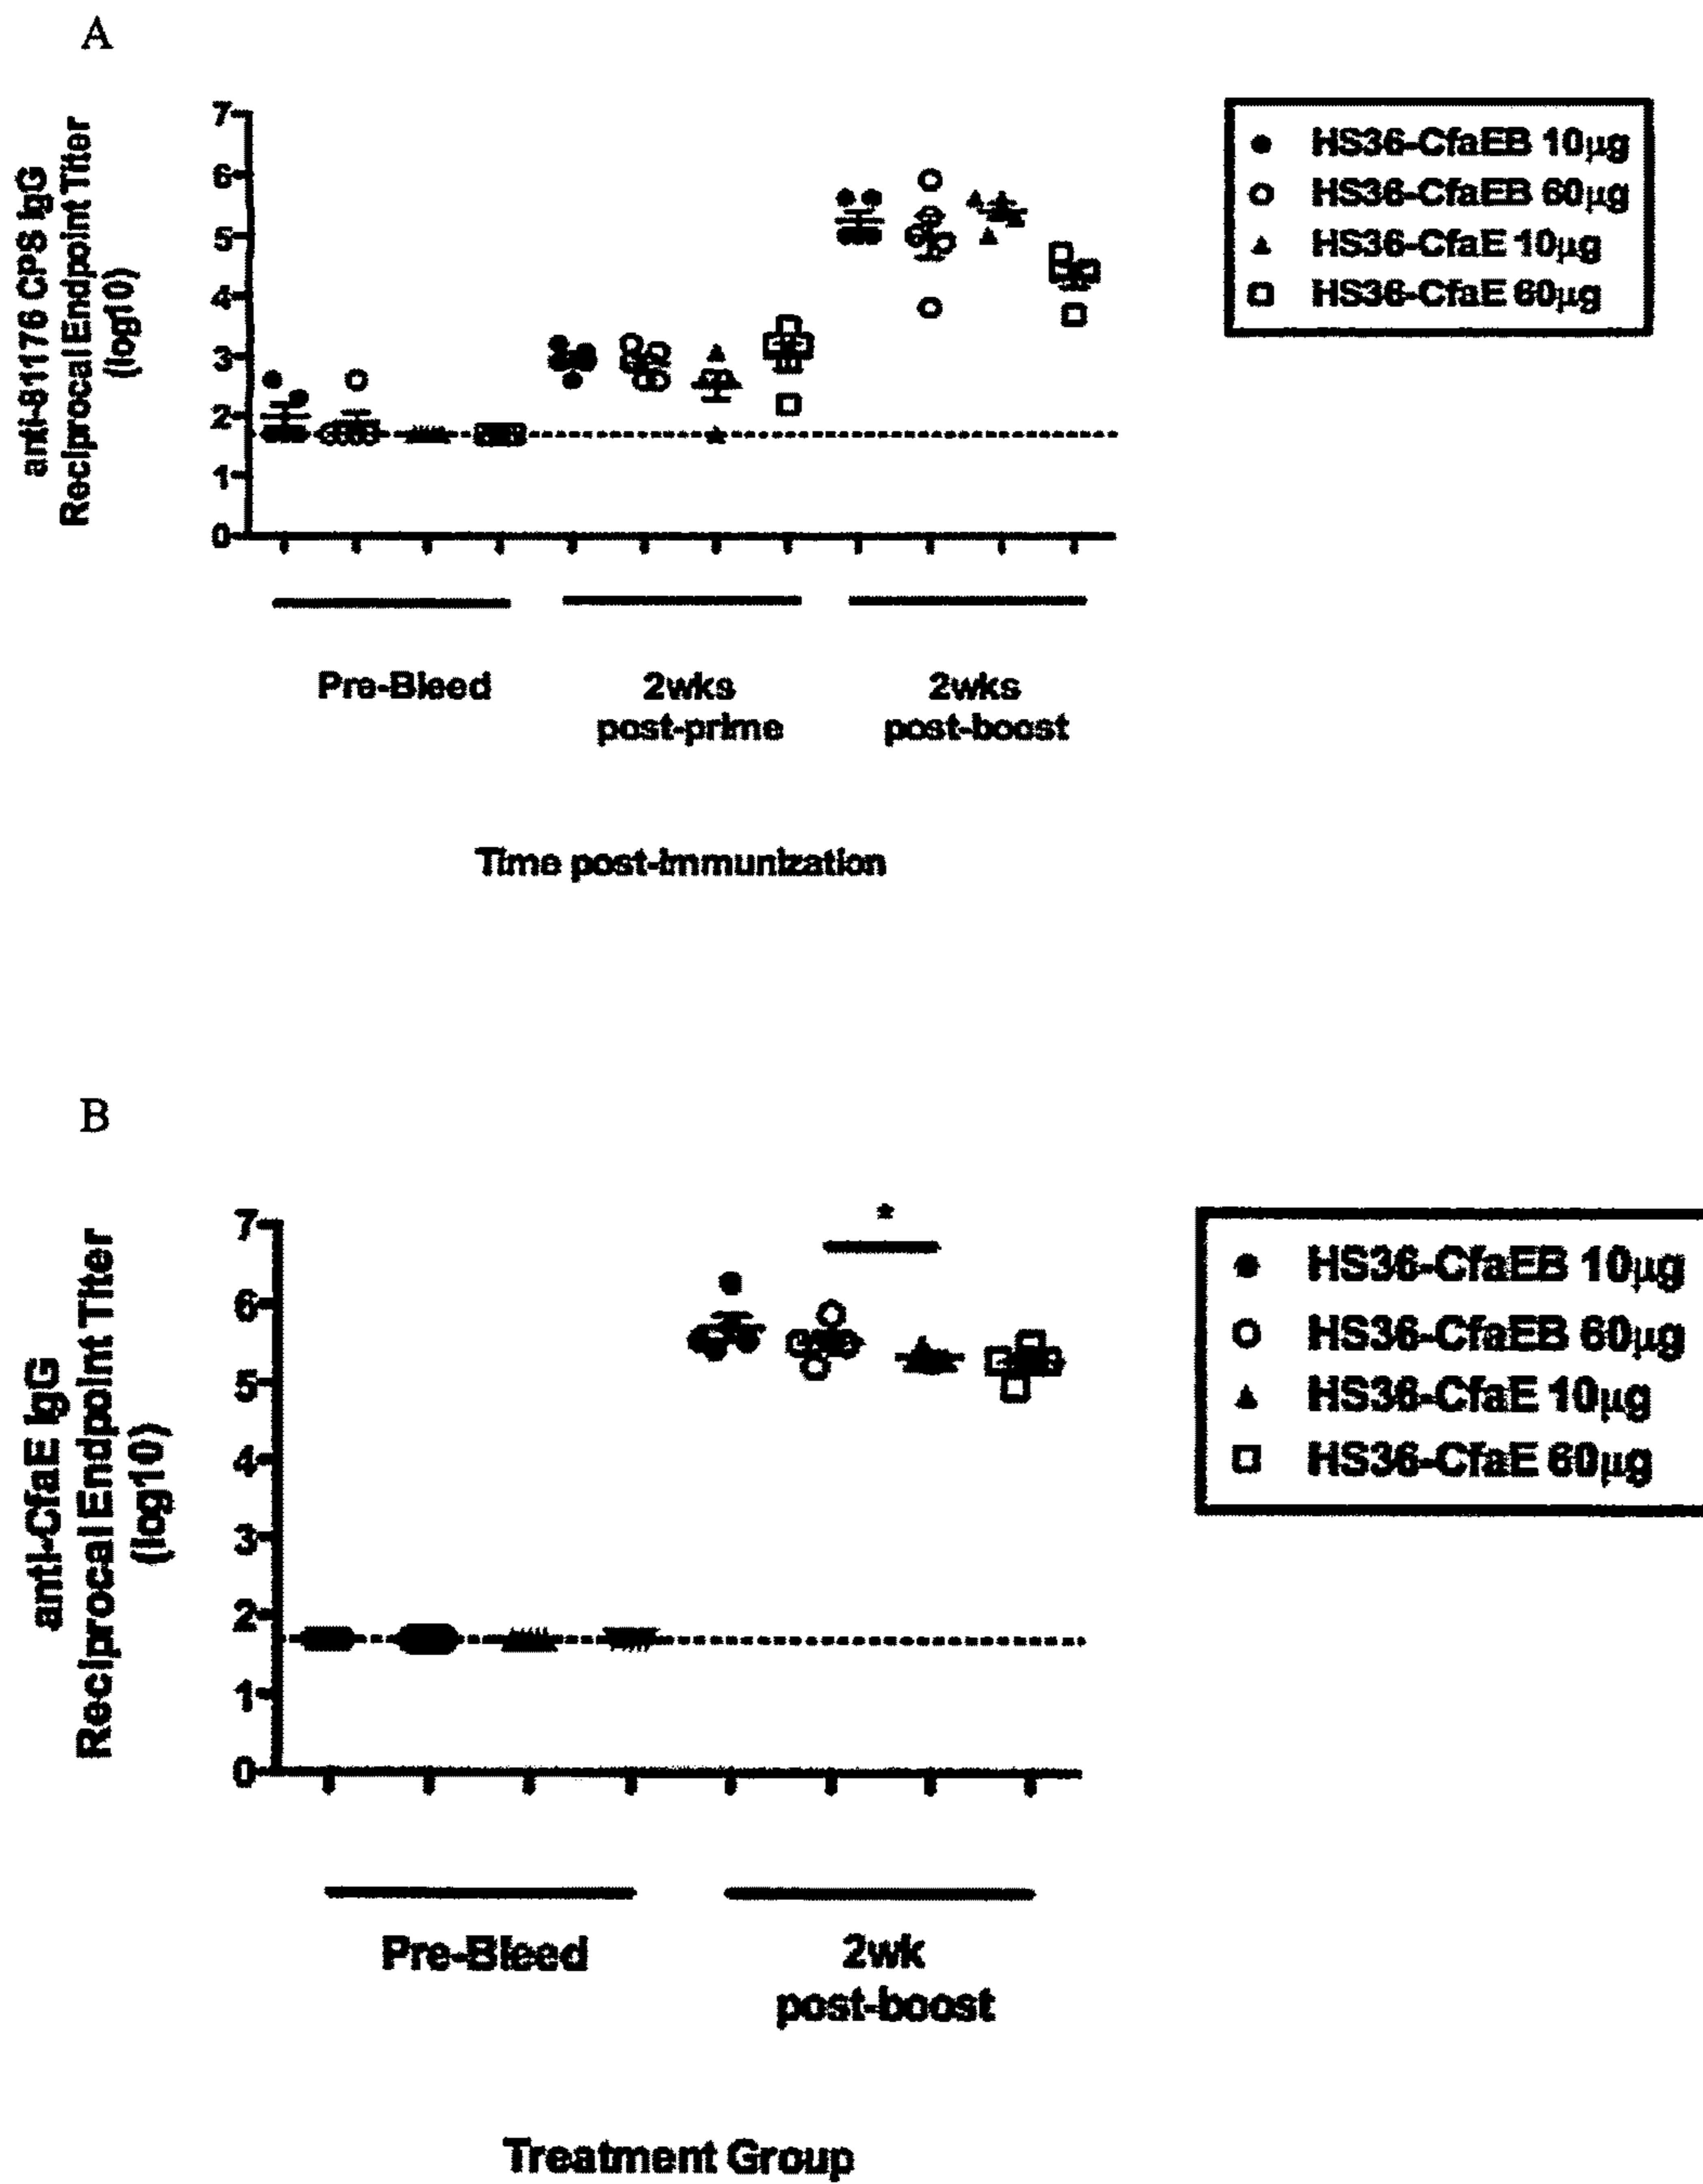 A
anti-81176 CPS IgG
Reciprocal Endpoint Titer
(log10)
7
6
5
4
3
2
1
0
HS36-CfaEB 10µg
HS36-CfaEB 60µg
HS36-CfaE 10µg
HS36-CfaE 60µg
Pre-Bleed
2wks
post-prime
2wks
post-boost
Time post-immunization
B
anti-CfaE IgG
Reciprocal Endpoint Titer
(log10)
7
6
5
4
3
2
1
0
*
HS36-CfaEB 10µg
HS36-CfaEB 60µg
HS36-CfaE 10µg
HS36-CfaE 60µg
Pre-Bleed
2wk
post-boost
Treatment Group